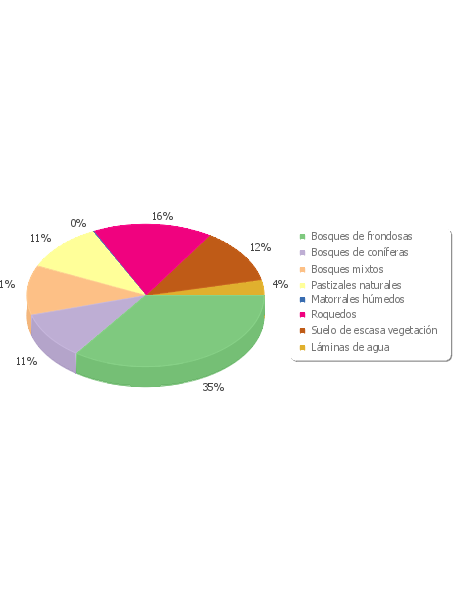 16%
0%
11%
12%
1%
4%
11%
35%
Bosques de frondosas
Bosques de coníferas
Bosques mixtos
Pastizales naturales
Matorrales húmedos
Roquedos
Suelo de escasa vegetación
Láminas de agua